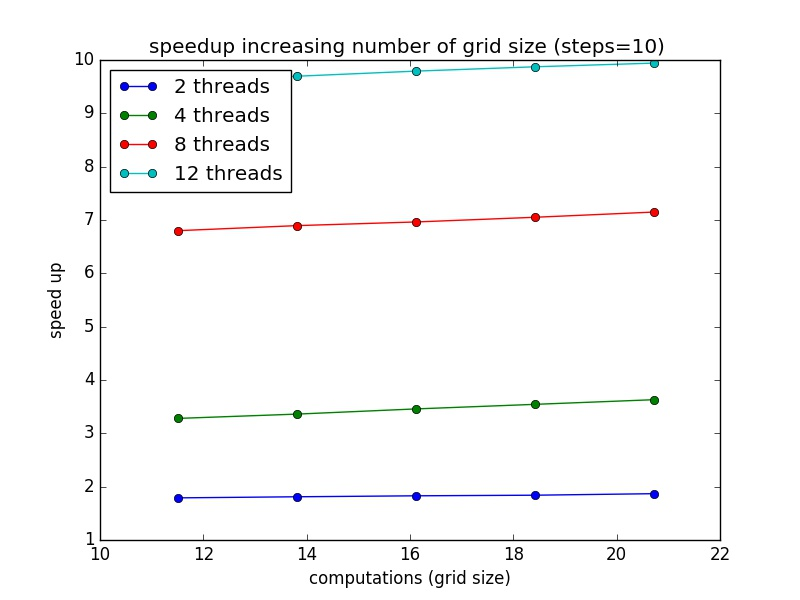 speedup increasing number of grid size (steps=10)
2 threads
4 threads
8 threads
12 threads
10
9
8
7
6
5
4
3
2
1
speed up
10 12 14 16 18 20 22
computations (grid size)